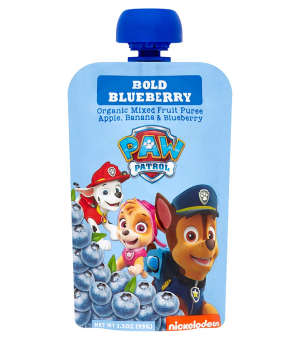 BOLD
BLUEBERRY
Organic Mixed Fruit Puree
Apple, Banana & Blueberry
PAW
PATROL
NET WT 3.5OZ (99G)
nickelodeon